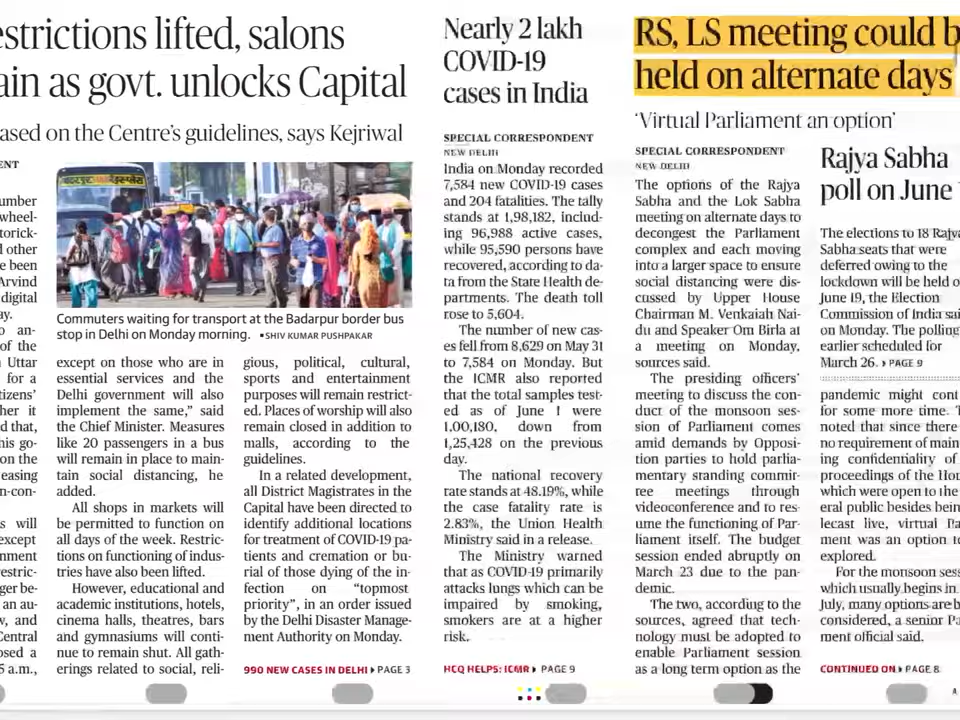 estrictions lifted, salons
ain as govt. unlocks Capital
ased on the Centre's guidelines, says Kejriwal
ENT
umber
wheel-
torick-
d other
e been
Arvind
digital
ay.
o an-
of the
Uttar
for a
tizens'
her it
d that,
his go-
on the
easing
n-con-
s will
except
nment
restric-
ger be-
an au-
w, and
Central
osed a
5 a.m.,
Commuters waiting for transport at the Badarpur border bus
stop in Delhi on Monday morning. ▪SHIV KUMAR PUSHPAKAR
except on those who are in
essential services and the
Delhi government will also
implement the same," said
the Chief Minister. Measures
like 20 passengers in a bus
will remain in place to main-
tain social distancing, he
added.
All shops in markets will
be permitted to function on
all days of the week. Restric-
tions on functioning of indus-
tries have also been lifted.
However, educational and
academic institutions, hotels,
cinema halls, theatres, bars
and gymnasiums will conti-
nue to remain shut. All gath-
erings related to social, reli-
gious, political, cultural,
sports and entertainment
purposes will remain restrict-
ed. Places of worship will also
remain closed in addition to
malls, according to the
guidelines.
In a related development,
all District Magistrates in the
Capital have been directed to
identify additional locations
for treatment of COVID-19 pa-
tients and cremation or bu-
rial of those dying of the in-
fection on "topmost
priority", in an order issued
by the Delhi Disaster Manage-
ment Authority on Monday.
990 NEW CASES IN DELHI ▸ PAGE 3
Nearly 2 lakh
COVID-19
cases in India
SPECIAL CORRESPONDENT
NEW DELHI
India on Monday recorded
7,584 new COVID-19 cases
and 204 fatalities. The tally
stands at 1,98,182, includ-
ing 96,988 active cases,
while 95,590 persons have
recovered, according to da-
ta from the State Health de-
partments. The death toll
rose to 5,604.
The number of new cas-
es fell from 8,629 on May 31
to 7,584 on Monday. But
the ICMR also reported
that the total samples test-
ed as of June 1 were
1,00,180, down from
1,25,428 on the previous
day.
The national recovery
rate stands at 48.19%, while
the case fatality rate is
2.83%, the Union Health
Ministry said in a release.
The Ministry warned
that as COVID-19 primarily
attacks lungs which can be
impaired by smoking,
smokers are at a higher
risk.
HCQ HELPS: ICMR ▸ PAGE 9
RS, LS meeting could b
held on alternate days
'Virtual Parliament an option'
SPECIAL CORRESPONDENT
NEW DELHI
The options of the Rajya
Sabha and the Lok Sabha
meeting on alternate days to
decongest the Parliament
complex and each moving
into a larger space to ensure
social distancing were dis-
cussed by Upper House
Chairman M. Venkaiah Nai-
du and Speaker Om Birla at
a meeting on Monday,
sources said.
The presiding officers'
meeting to discuss the con-
duct of the monsoon ses-
sion of Parliament comes
amid demands by Opposi-
tion parties to hold parlia-
mentary standing commit-
tee meetings through
videoconference and to res-
ume the functioning of Par-
liament itself. The budget
session ended abruptly on
March 23 due to the pan-
demic.
The two, according to the
sources, agreed that tech-
nology must be adopted to
enable Parliament session
as a long term option as the
Rajya Sabha
poll on June
The elections to 18 Rajya
Sabha seats that were
deferred owing to the
lockdown will be held o
June 19, the Election
Commission of India sai
on Monday. The polling
earlier scheduled for
March 26. ▸ PAGE 9
pandemic might cont
for some more time. T
noted that since there
no requirement of main
ing confidentiality of
proceedings of the Hou
which were open to the
eral public besides bein
lecast live, virtual Pa
ment was an option to
explored.
For the monsoon sess
which usually begins in
July, many options are b
considered, a senior Pa
ment official said.
CONTINUED ON ▸ PAGE 8